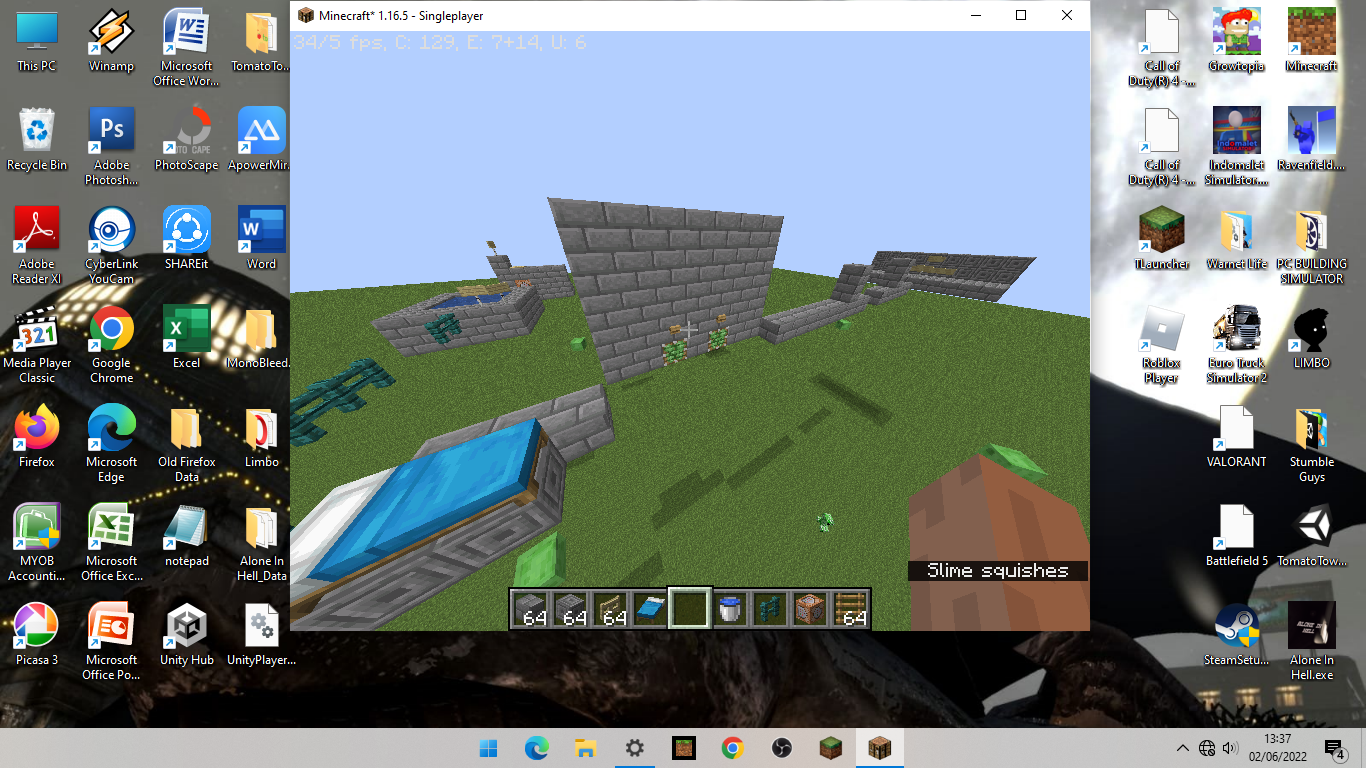 Minecraft* 1.16.5 - Singleplayer
34/5 fps, C: 129, E: 7+14, U: 6
This PC
Winamp
Microsoft
Office Wor...
TomatoTo...
Recycle Bin
Ps
Adobe
Photosh...
PhotoScape
ApowerMir...
Adobe
Reader XI
CyberLink
YouCam
SHAREit
Word
321
Media Player
Classic
Google
Chrome
Excel
MonoBleed...
Firefox
Microsoft
Edge
Old Firefox
Data
Limbo
MYOB
Accounti...
Microsoft
Office Exc...
notepad
Alone In
Hell_Data
Picasa 3
Microsoft
Office Po...
Unity Hub
UnityPlayer...
Slime squishes
64
64
64
64
Call of
Duty(R) 4 -...
Growtopia
Minecraft
Call of
Duty(R) 4 -...
Indomalet
Simulator....
Ravenfield....
TLauncher
Warnet Life
PC BUILDING
SIMULATOR
Roblox
Player
Euro Truck
Simulator 2
LIMBO
VALORANT
Stumble
Guys
Battlefield 5
TomatoTow...
SteamSetu...
ALONE IN
HELL
Alone In
Hell.exe
13:37
02/06/2022
4